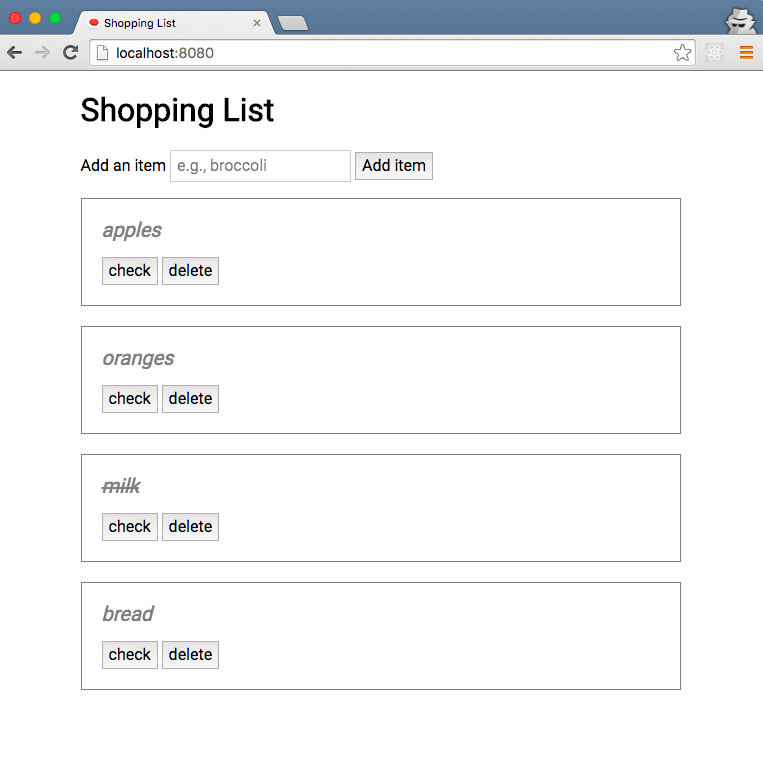 Shopping List
localhost:8080
Shopping List
Add an item e.g., broccoli Add item
apples
check delete
oranges
check delete
milk
check delete
bread
check delete